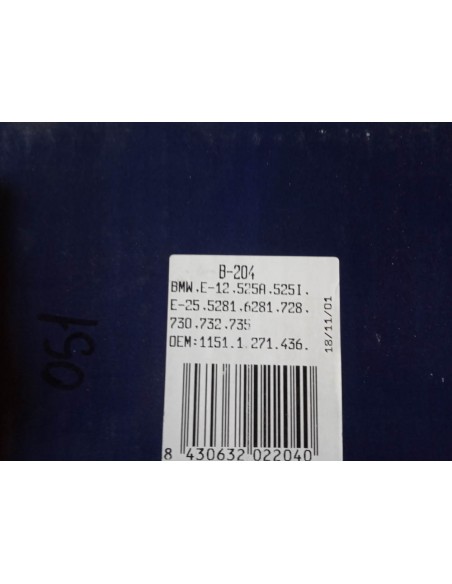 B-204
BMW.E-12.525A.525I.
E-25.5281.6281.728.
730.732.735
OEM:1151.1.271.436.
18/11/01
8 430632 022040
051